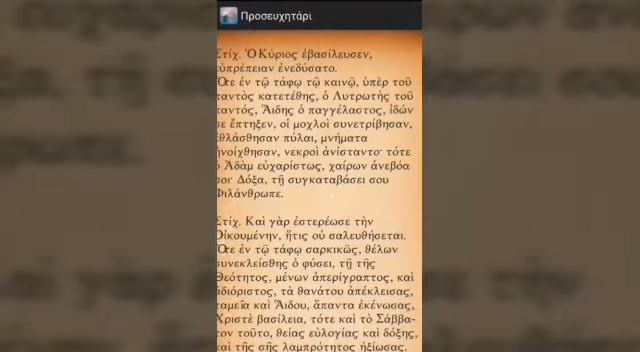 Προσευχητάρι
Στίχ. Ὁ Κύριος ἐβασίλευσεν,
εὐπρέπειαν ἐνεδύσατο.
Ὅτε ἐν τῷ τάφῳ τῷ καινῷ, ὑπὲρ τοῦ
παντὸς κατετέθης, ὁ Λυτρωτὴς τοῦ
παντός, ᾍδης ὁ παγγέλαστος, ἰδών
σε ἔπτηξεν, οἱ μοχλοὶ συνετρίβησαν,
ἐθλάσθησαν πύλαι, μνήματα
ἠνοίχθησαν, νεκροὶ ἀνίσταντο· τότε
ὁ Ἀδὰμ εὐχαρίστως, χαίρων ἀνεβόα
σοι· Δόξα, τῇ συγκαταβάσει σου
Φιλάνθρωπε.
Στίχ. Καὶ γὰρ ἐστερέωσε τὴν
Οἰκουμένην, ἥτις οὐ σαλευθήσεται.
Ὅτε ἐν τῷ τάφῳ σαρκικῶς, θέλων
συνεκλείσθης ὁ φύσει, τῇ τῆς
Θεότητος, μένων ἀπερίγραπτος, καὶ
ἀδιόριστος, τὰ θανάτου ἀπέκλεισας,
ταμεῖα καὶ ᾍδου, ἅπαντα ἐκένωσας,
Χριστὲ βασίλεια, τότε καὶ τὸ Σάββα-
τον τοῦτο, θείας εὐλογίας καὶ δόξης,
καὶ τῆς σῆς λαμπρότητος ἠξίωσας.